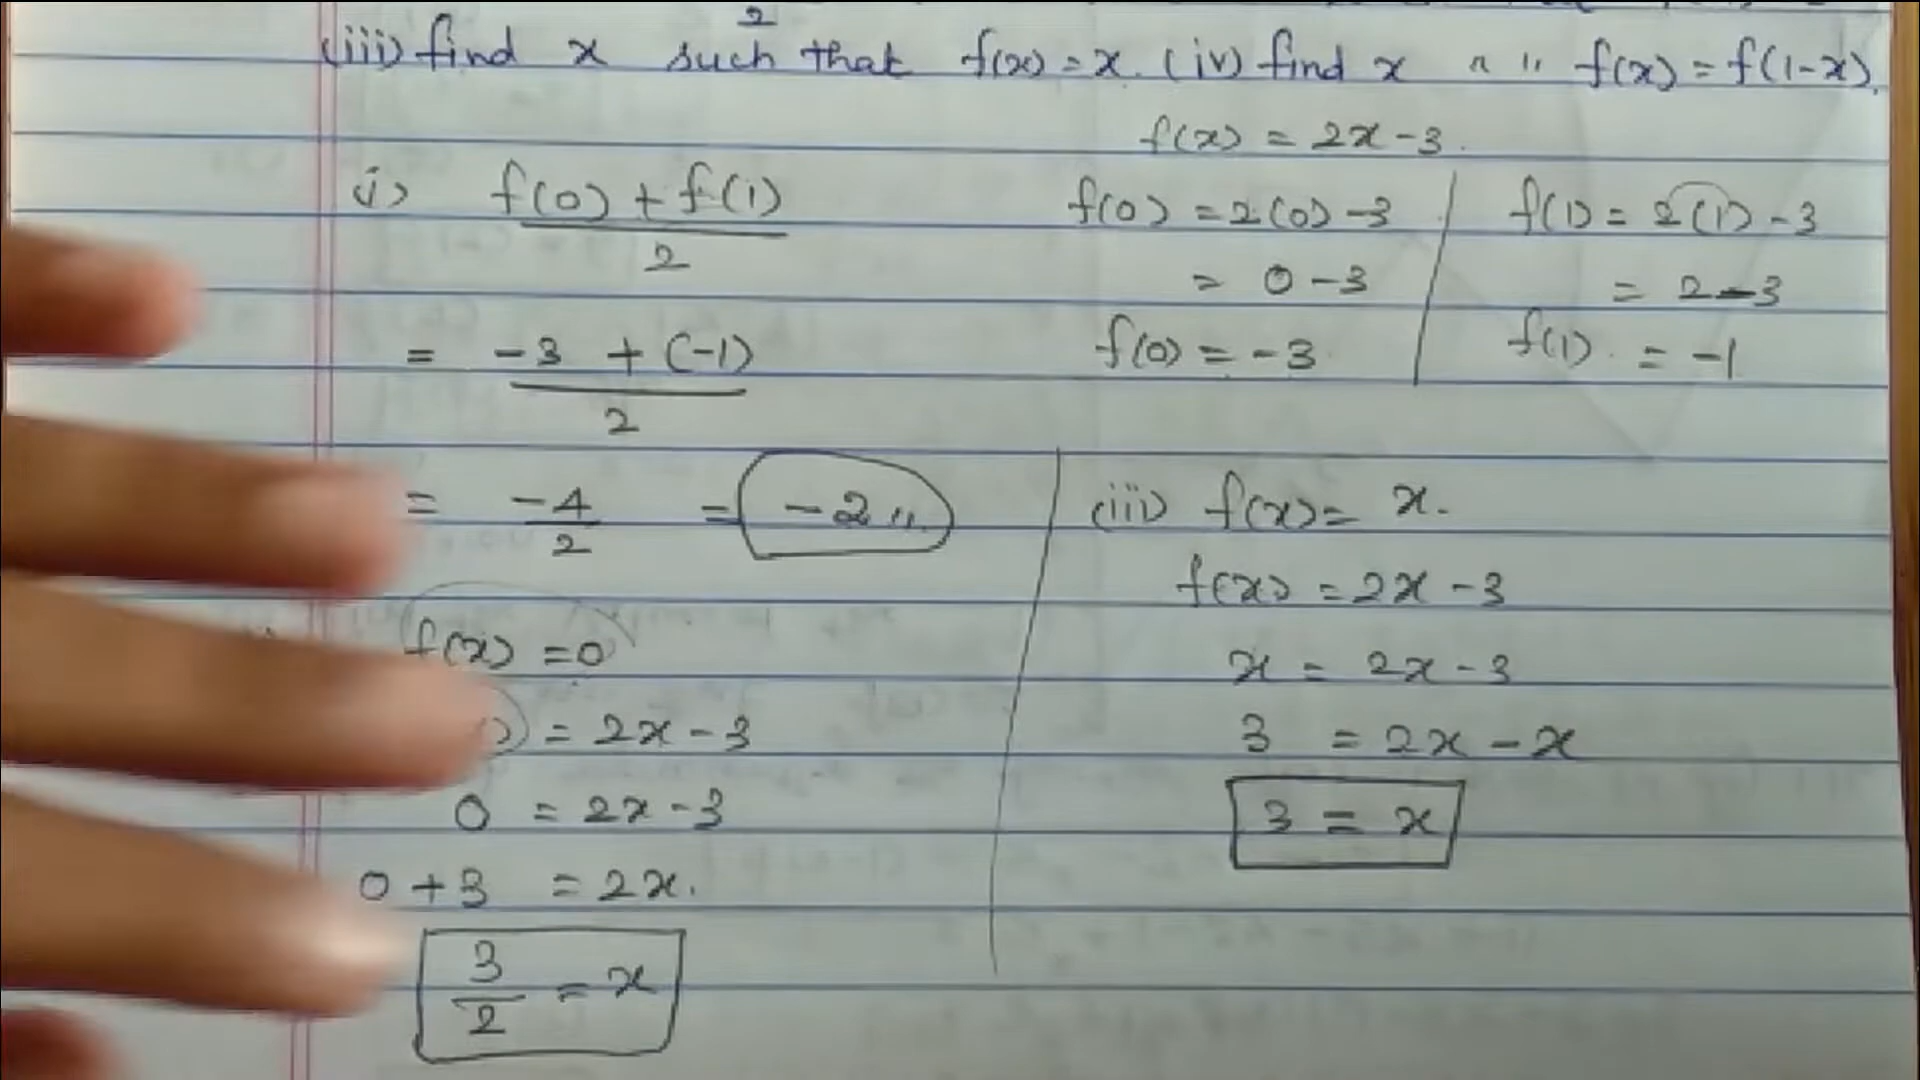 2
(iii) find x such that f(x) = x. (iv) find x " " f(x) = f(1-x).
f(x) = 2x - 3.
i) f(0) + f(1)
2
= -3 + (-1)
2
= -4 = -2 ,,
2
f(0) = 2(0) - 3
= 0 - 3
f(0) = -3
f(1) = 2(1) - 3
= 2 - 3
f(1) = -1
f(x) = 0
) = 2x - 3
0 = 2x - 3
0 + 3 = 2x.
3 = x
2
(iii) f(x) = x.
f(x) = 2x - 3
x = 2x - 3
3 = 2x - x
3 = x